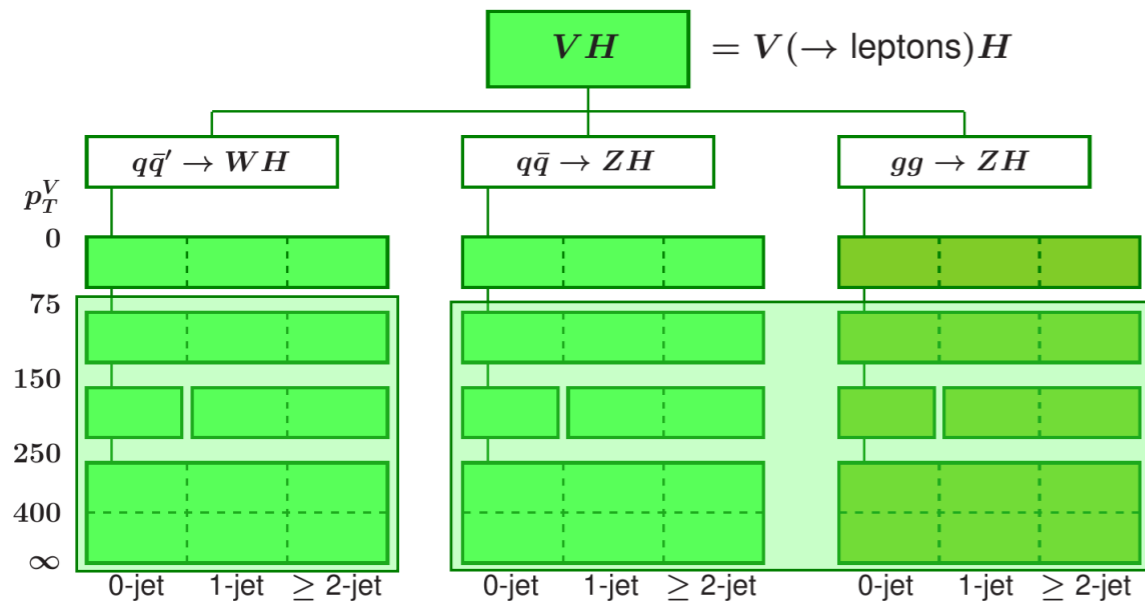 VH = V(→ leptons)H
qq̄′ → WH qq̄ → ZH gg → ZH
p_T^V
0
75
150
250
400
∞
0-jet 1-jet ≥ 2-jet 0-jet 1-jet ≥ 2-jet 0-jet 1-jet ≥ 2-jet